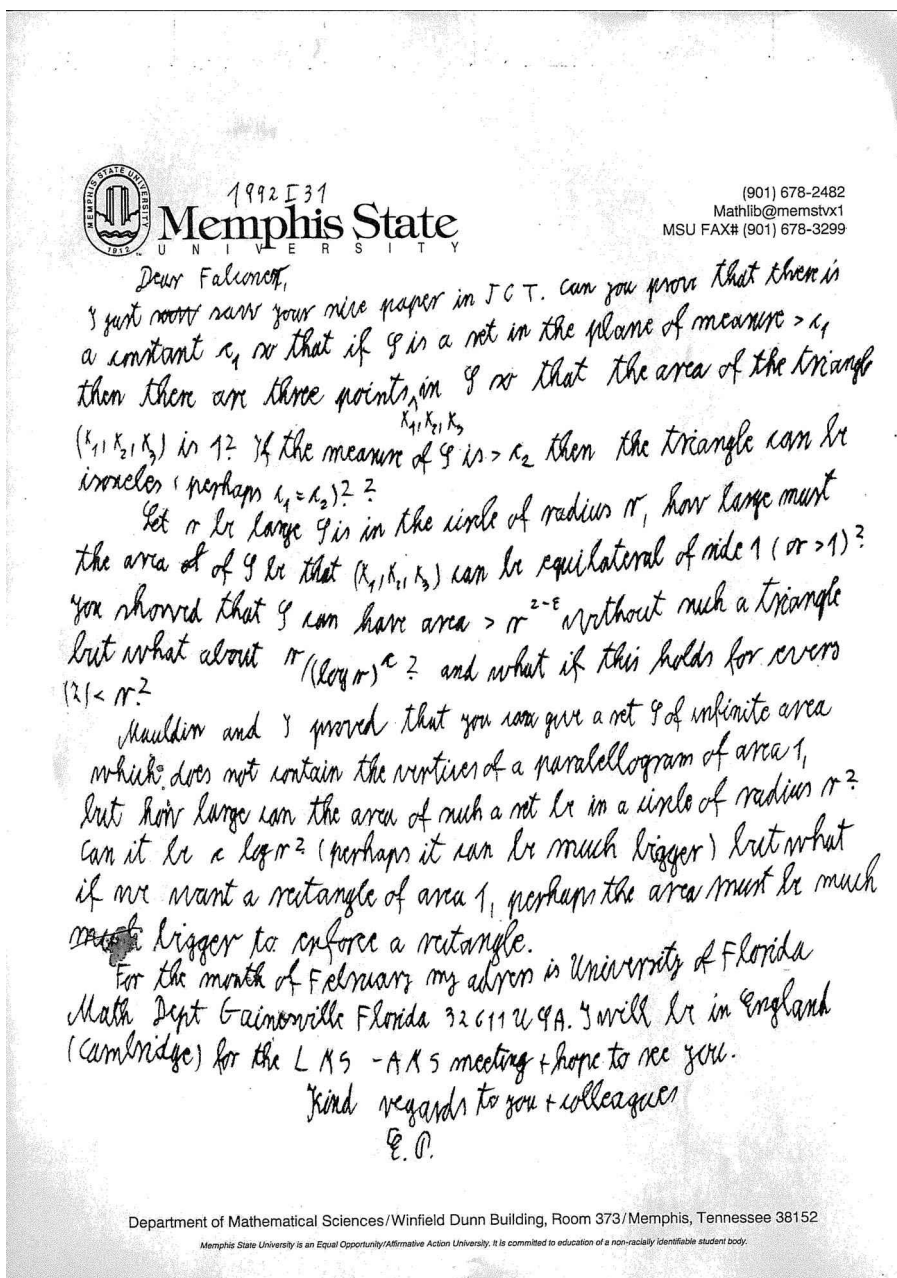 MEMPHIS STATE UNIVERSITY
1912
1992 I 31
Memphis State
UNIVERSITY
(901) 678-2482
Mathlib@memstvx1
MSU FAX# (901) 678-3299
Dear Falconer,
I just saw your nice paper in JCT. Can you prove that there is
a constant c₁ so that if S is a set in the plane of measure > c₁
then there are three points in S so that the area of the triangle
x₁, x₂, x₃
(x₁, x₂, x₃) is 1? If the measure of S is > c₂ then the triangle can be
isosceles (perhaps c₁ = c₂)? ?
Let r be large S is in the circle of radius r, how large must
the area of S be that (x₁, x₂, x₃) can be equilateral of side 1 (or >1)?
You showed that S can have area > r^{2-ε} without such a triangle
but what about r/(log r)^c ? and what if this holds for every
|z| < r?
Mauldin and I proved that you can give a set S of infinite area
which does not contain the vertices of a paralellogram of area 1,
but how large can the area of such a set be in a circle of radius r?
Can it be c log r? (perhaps it can be much bigger) but what
if we want a rectangle of area 1, perhaps the area must be much
bigger to enforce a rectangle.
For the month of February my adress is University of Florida
Math Dept Gainesville Florida 32611 USA. I will be in England
(Cambridge) for the LMS - AMS meeting + hope to see you.
Kind regards to you + colleagues
E. P.
Department of Mathematical Sciences/Winfield Dunn Building, Room 373/Memphis, Tennessee 38152
Memphis State University is an Equal Opportunity/Affirmative Action University. It is committed to education of a non-racially identifiable student body.